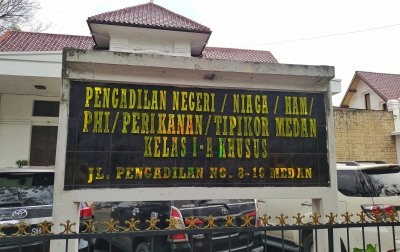 PENGADILAN NEGERI / NIAGA / HAM/
PHI/PERIKANAN/TIPIKOR MEDAN
KELAS I-A KHUSUS
JL. PENGADILAN NO. 8-10 MEDAN